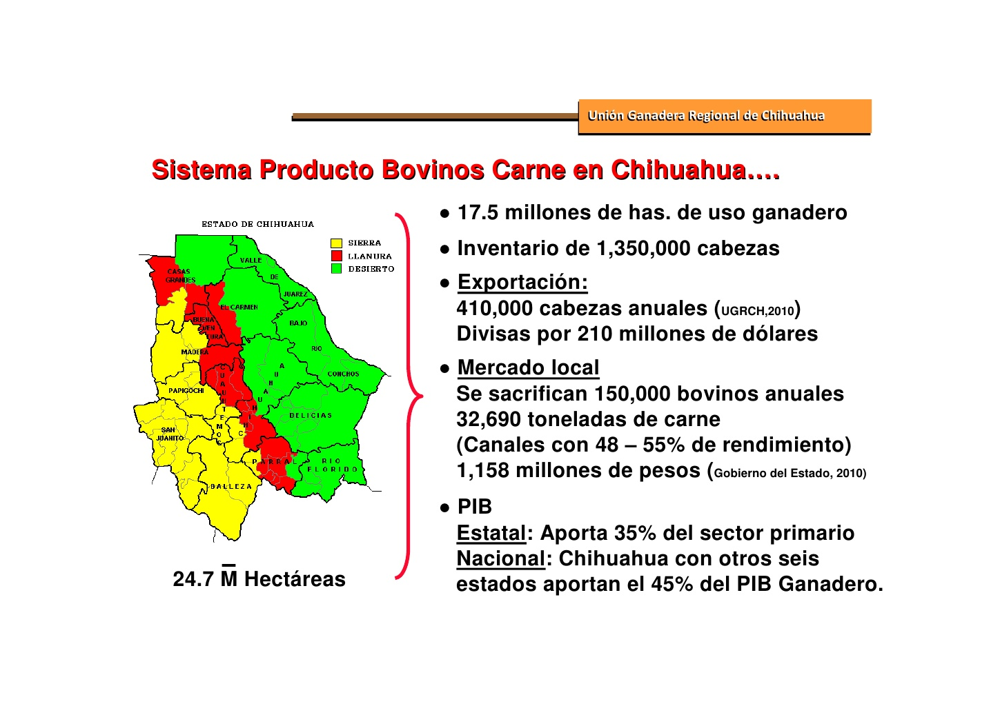 Unión Ganadera Regional de Chihuahua
Sistema Producto Bovinos Carne en Chihuahua....
ESTADO DE CHIHUAHUA
SIERRA
LLANURA
DESIERTO
CASAS
GRANDES
VALLE
DE
JUAREZ
EL CARMEN
BUENA
VEN
TURA
BAJO
RIO
CONCHOS
MADERA
CHIHUAHUA
CUAUHTEMOC
PAPIGOCHI
DELICIAS
SAN
JUANITO
PARRAL
RIO
FLORIDO
BALLEZA
24.7 M̅ Hectáreas
● 17.5 millones de has. de uso ganadero
● Inventario de 1,350,000 cabezas
● Exportación:
410,000 cabezas anuales (UGRCH,2010)
Divisas por 210 millones de dólares
● Mercado local
Se sacrifican 150,000 bovinos anuales
32,690 toneladas de carne
(Canales con 48 – 55% de rendimiento)
1,158 millones de pesos (Gobierno del Estado, 2010)
● PIB
Estatal: Aporta 35% del sector primario
Nacional: Chihuahua con otros seis
estados aportan el 45% del PIB Ganadero.